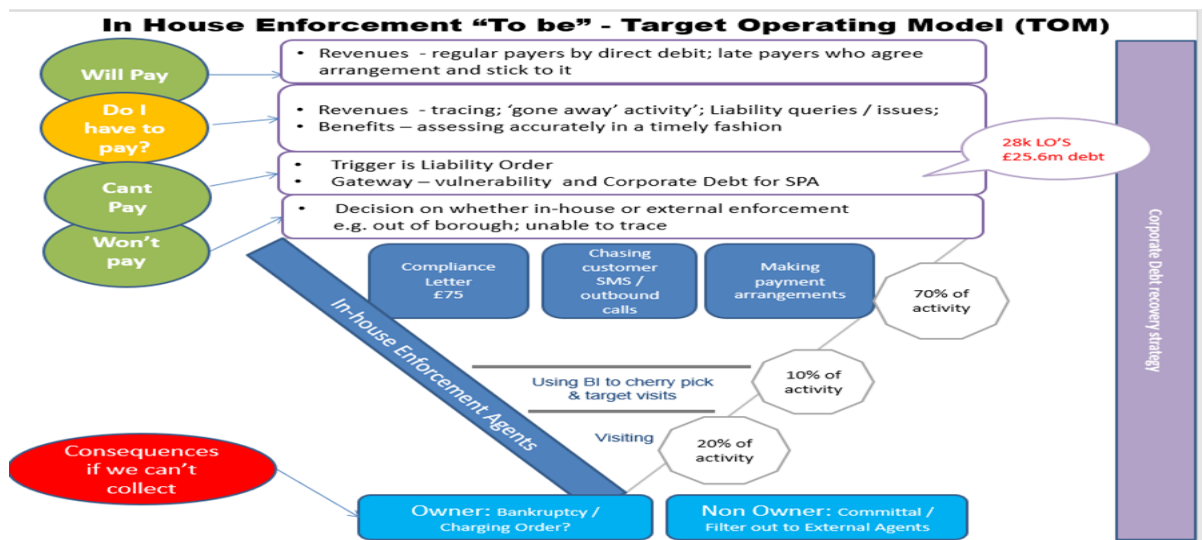 In House Enforcement “To be” - Target Operating Model (TOM)
Will Pay
• Revenues - regular payers by direct debit; late payers who agree
arrangement and stick to it
Do I
have to
pay?
• Revenues - tracing; ‘gone away’ activity’; Liability queries / issues;
• Benefits – assessing accurately in a timely fashion
28k LO’S
£25.6m debt
Cant
Pay
• Trigger is Liability Order
• Gateway – vulnerability and Corporate Debt for SPA
Won’t
pay
• Decision on whether in-house or external enforcement
e.g. out of borough; unable to trace
In-house Enforcement Agents
Compliance
Letter
£75
Chasing
customer
SMS /
outbound
calls
Making
payment
arrangements
70% of
activity
Using BI to cherry pick
& target visits
10% of
activity
Visiting
20% of
activity
Consequences
if we can’t
collect
Owner: Bankruptcy /
Charging Order?
Non Owner: Committal /
Filter out to External Agents
Corporate Debt recovery strategy